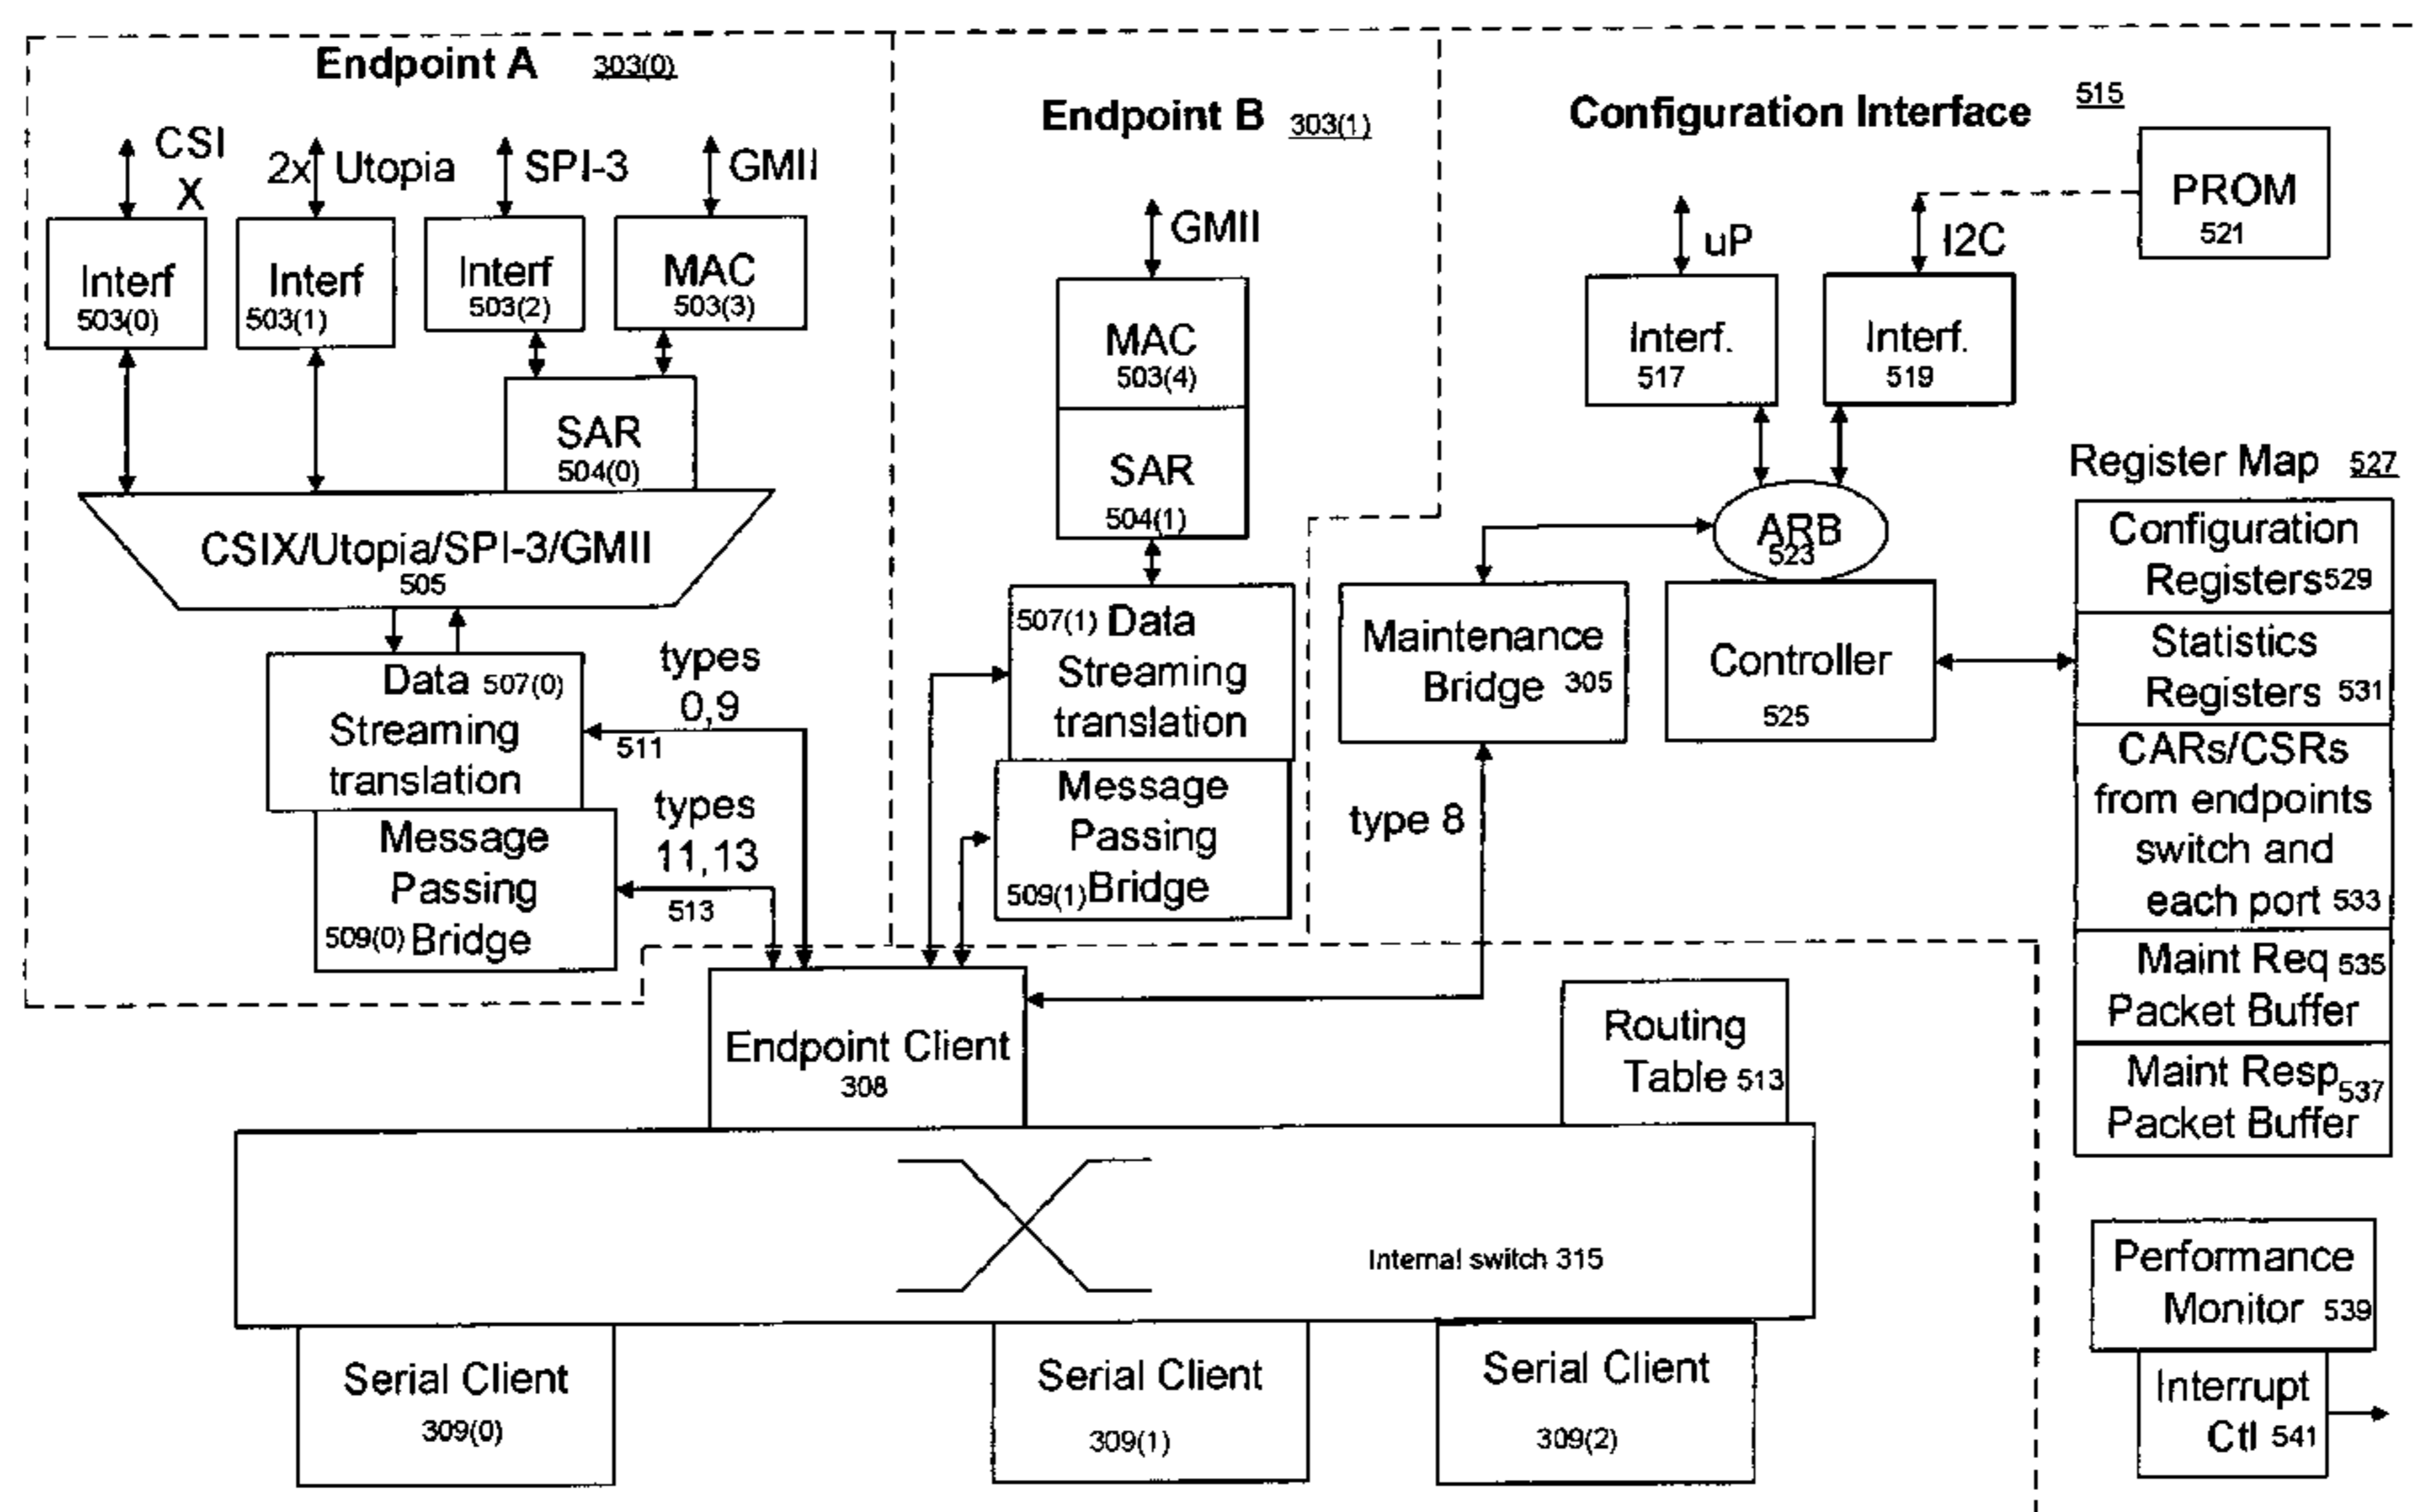 Endpoint A 303(0)
CSI
X
2x Utopia
SPI-3
GMII
Interf
503(0)
Interf
503(1)
Interf
503(2)
MAC
503(3)
SAR
504(0)
CSIX/Utopia/SPI-3/GMII
505
Data 507(0)
Streaming
translation
types
0,9
511
Message
Passing
509(0) Bridge
types
11,13
513
Endpoint B 303(1)
GMII
MAC
503(4)
SAR
504(1)
507(1) Data
Streaming
translation
Message
Passing
509(1) Bridge
Configuration Interface 515
PROM
521
uP
I2C
Interf.
517
Interf.
519
ARB
523
Maintenance
Bridge 305
Controller
525
type 8
Register Map 527
Configuration
Registers 529
Statistics
Registers 531
CARs/CSRs
from endpoints
switch and
each port 533
Maint Req 535
Packet Buffer
Maint Resp 537
Packet Buffer
Endpoint Client
308
Routing
Table 513
Internal switch 315
Serial Client
309(0)
Serial Client
309(1)
Serial Client
309(2)
Performance
Monitor 539
Interrupt
Ctl 541